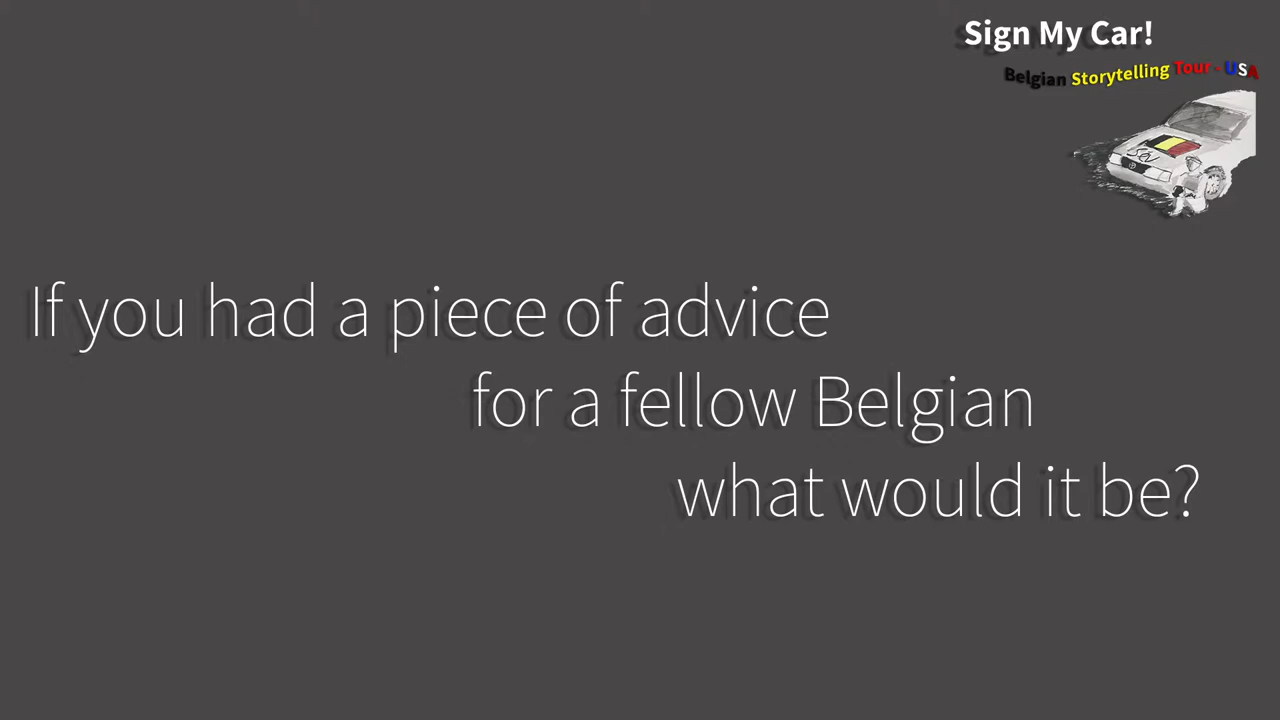 Sign My Car!
Belgian Storytelling Tour - USA
If you had a piece of advice
for a fellow Belgian
what would it be?